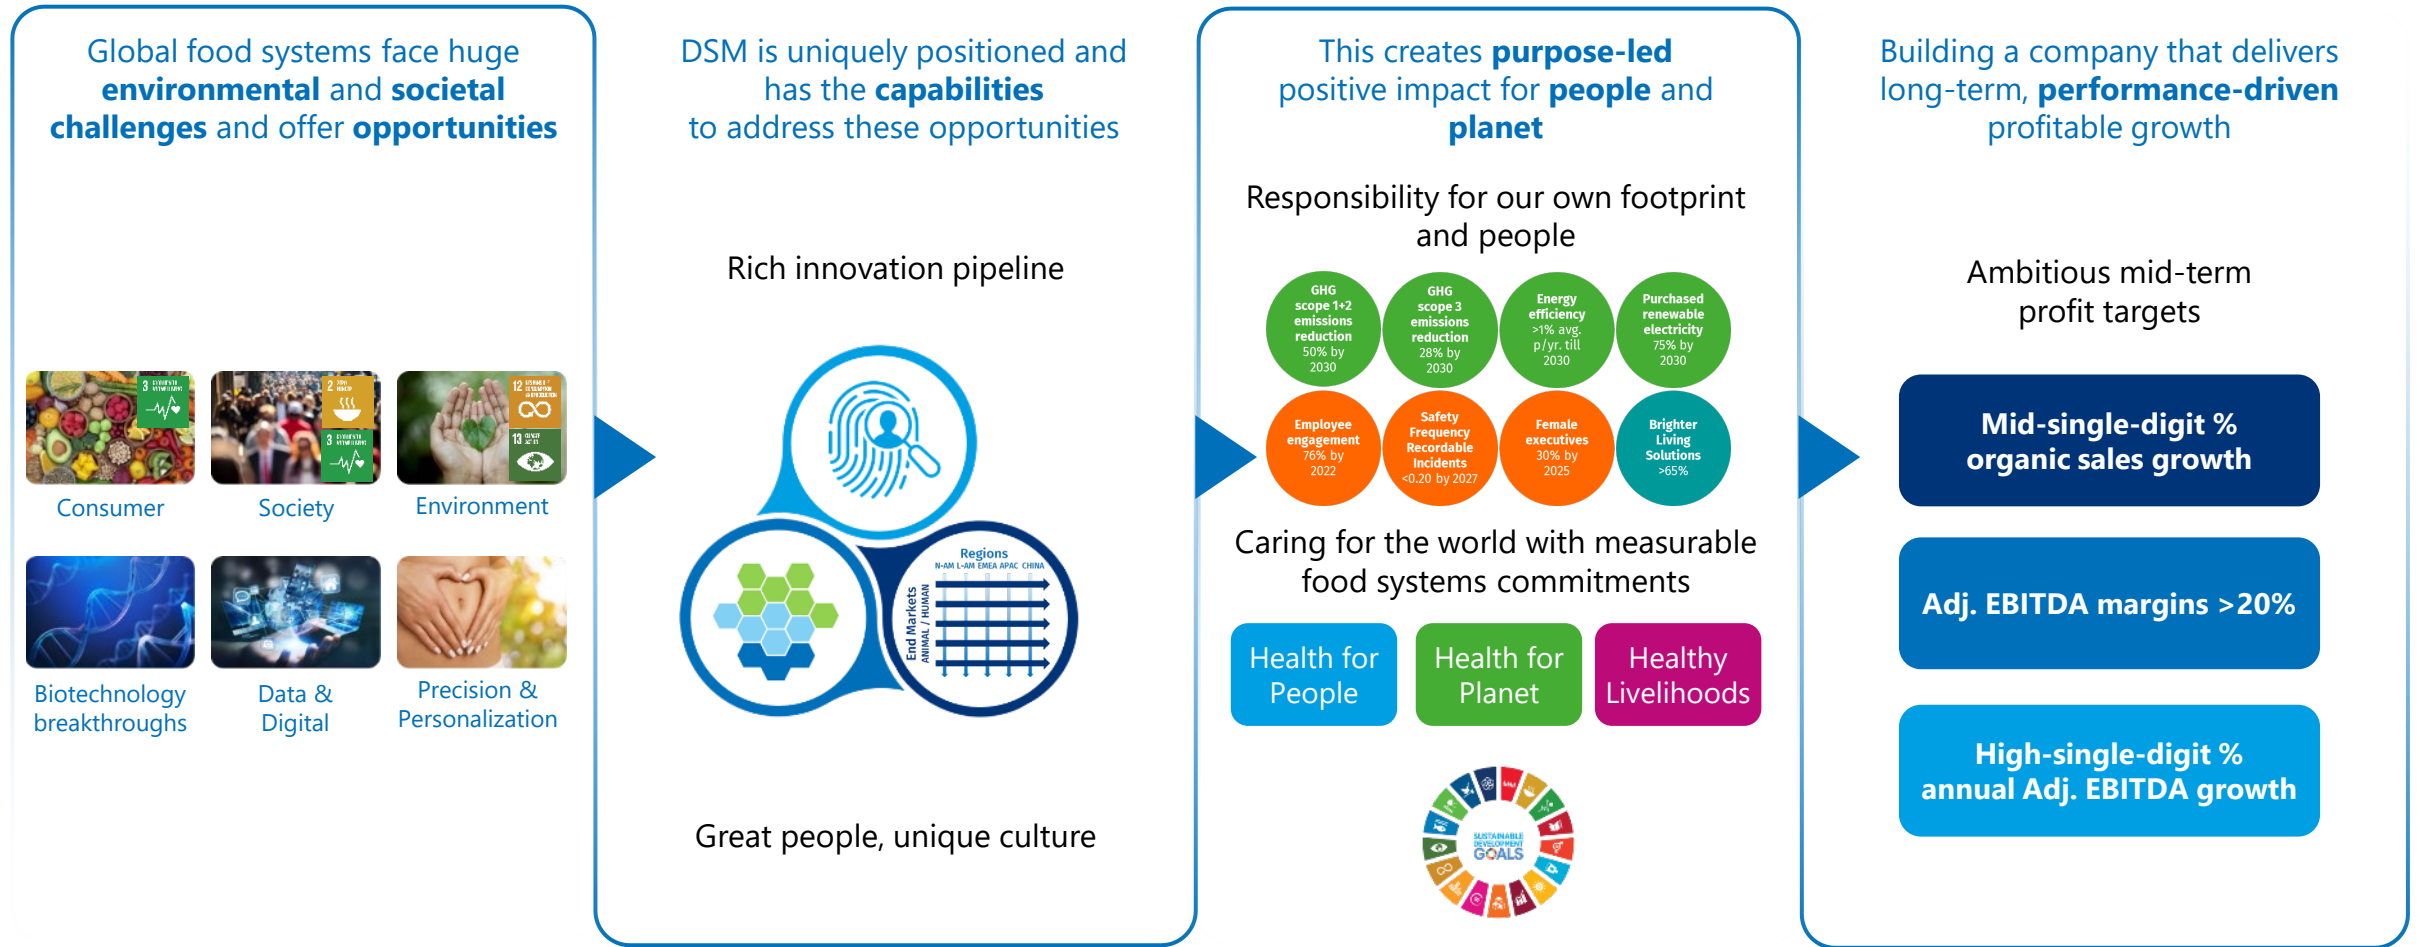 Global food systems face huge
environmental and societal
challenges and offer opportunities
3
2
3
12
13
Consumer
Society
Environment
Biotechnology
breakthroughs
Data &
Digital
Precision &
Personalization
DSM is uniquely positioned and
has the capabilities
to address these opportunities
Rich innovation pipeline
Regions
N-AM L-AM EMEA APAC CHINA
End Markets
ANIMAL / HUMAN
Great people, unique culture
This creates purpose-led
positive impact for people and
planet
Responsibility for our own footprint
and people
GHG
scope 1+2
emissions
reduction
50% by
2030
GHG
scope 3
emissions
reduction
28% by
2030
Energy
efficiency
>1% avg.
p/yr. till
2030
Purchased
renewable
electricity
75% by
2030
Employee
engagement
76% by
2022
Safety
Frequency
Recordable
Incidents
<0.20 by 2027
Female
executives
30% by
2025
Brighter
Living
Solutions
>65%
Caring for the world with measurable
food systems commitments
Health for
People
Health for
Planet
Healthy
Livelihoods
SUSTAINABLE
DEVELOPMENT
GOALS
Building a company that delivers
long-term, performance-driven
profitable growth
Ambitious mid-term
profit targets
Mid-single-digit %
organic sales growth
Adj. EBITDA margins >20%
High-single-digit %
annual Adj. EBITDA growth